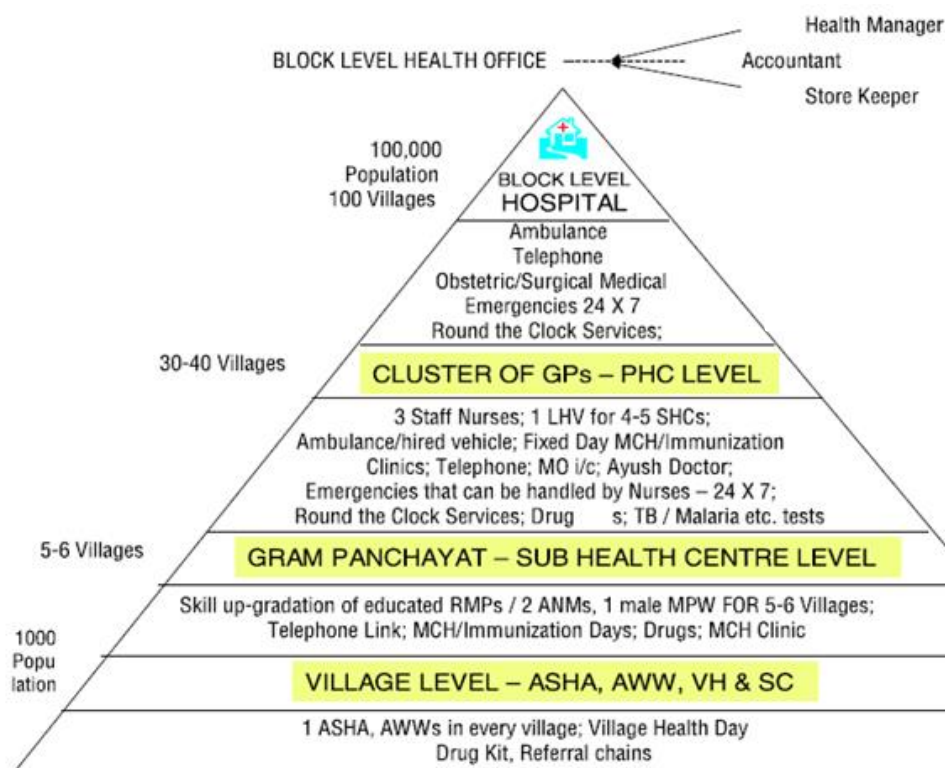 Health Manager
BLOCK LEVEL HEALTH OFFICE
Accountant
Store Keeper
100,000
Population
100 Villages
BLOCK LEVEL
HOSPITAL
Ambulance
Telephone
Obstetric/Surgical Medical
Emergencies 24 X 7
Round the Clock Services;
30-40 Villages
CLUSTER OF GPs – PHC LEVEL
3 Staff Nurses; 1 LHV for 4-5 SHCs;
Ambulance/hired vehicle; Fixed Day MCH/Immunization
Clinics; Telephone; MO i/c; Ayush Doctor;
Emergencies that can be handled by Nurses – 24 X 7;
Round the Clock Services; Drug s; TB / Malaria etc. tests
5-6 Villages
GRAM PANCHAYAT – SUB HEALTH CENTRE LEVEL
Skill up-gradation of educated RMPs / 2 ANMs, 1 male MPW FOR 5-6 Villages;
Telephone Link; MCH/Immunization Days; Drugs; MCH Clinic
1000
Popu
lation
VILLAGE LEVEL – ASHA, AWW, VH & SC
1 ASHA, AWWs in every village; Village Health Day
Drug Kit, Referral chains